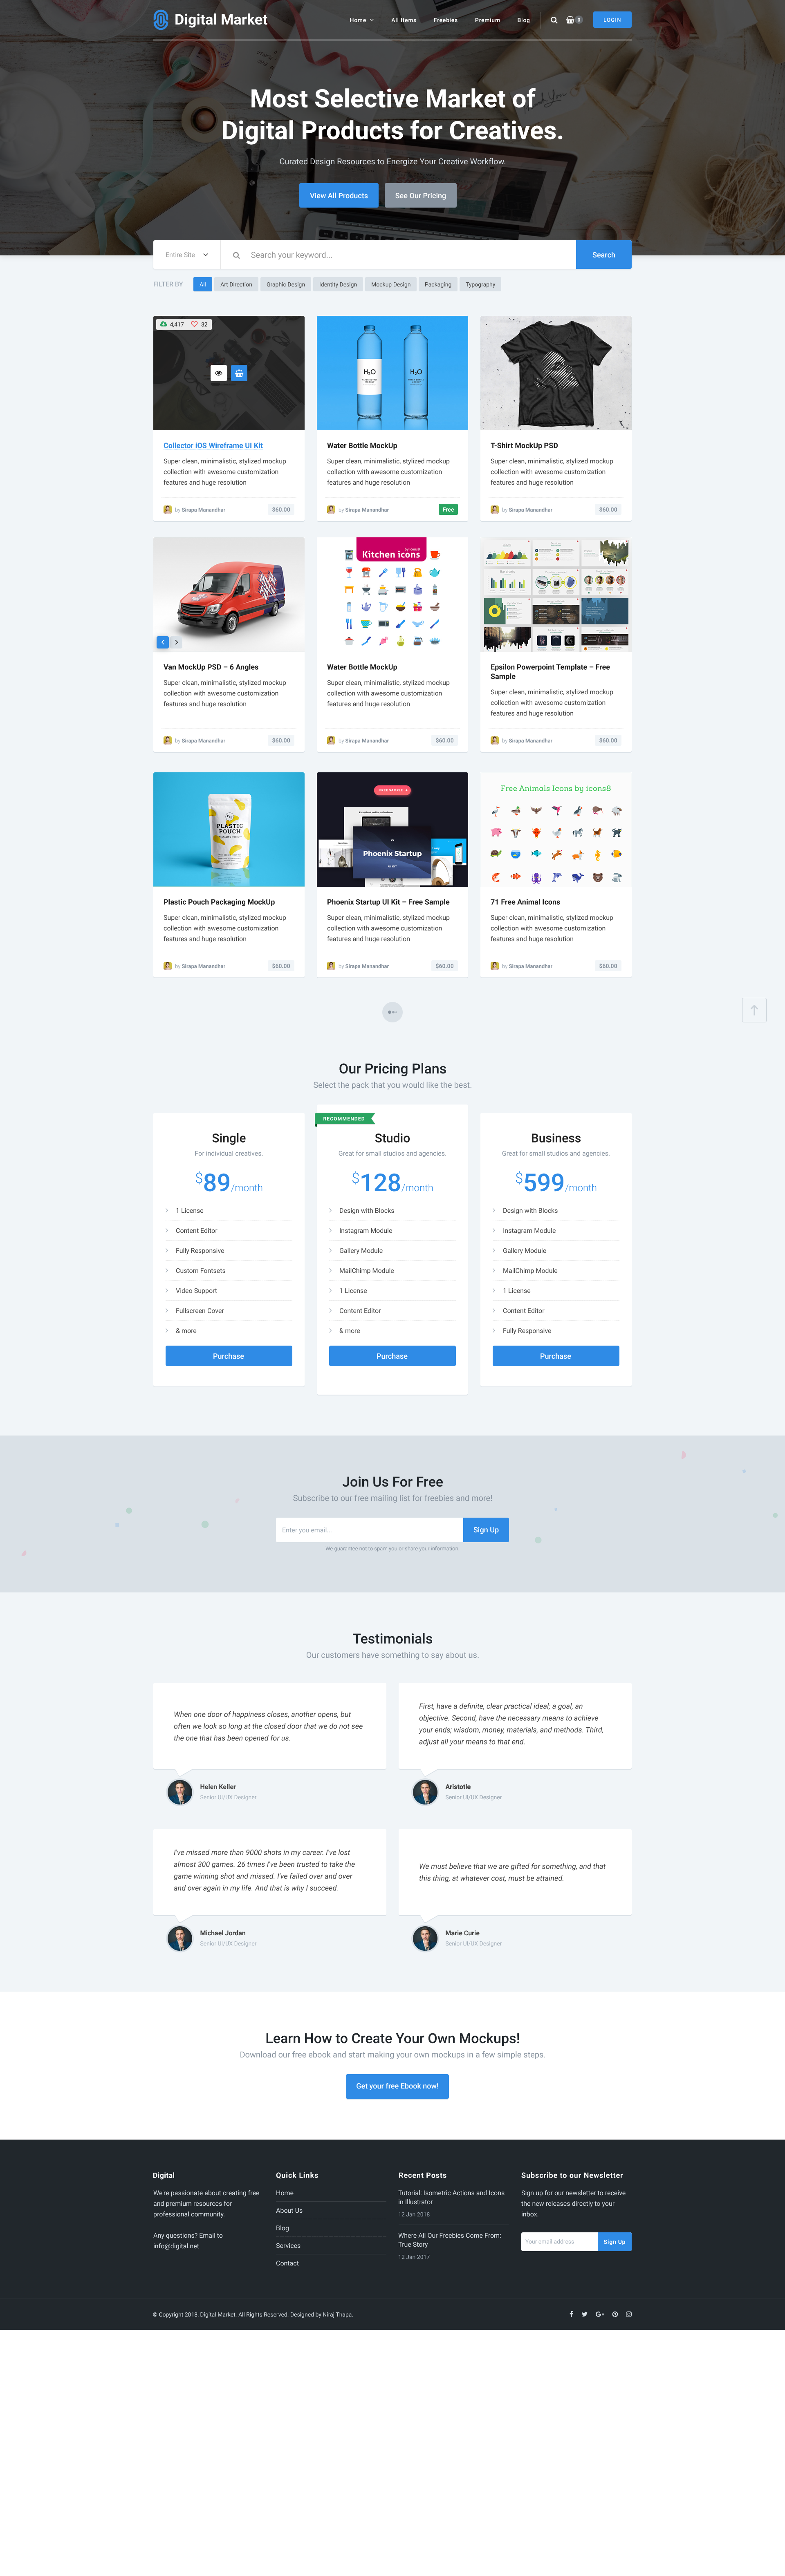 Digital Market
Home
All Items
Freebies
Premium
Blog
0
LOGIN
Most Selective Market of
Digital Products for Creatives.
Curated Design Resources to Energize Your Creative Workflow.
View All Products
See Our Pricing
Entire Site
Search your keyword...
Search
FILTER BY
All
Art Direction
Graphic Design
Identity Design
Mockup Design
Packaging
Typography
4,417
32
H2O
H2O
Collector iOS Wireframe UI Kit
Super clean, minimalistic, stylized mockup
collection with awesome customization
features and huge resolution
by Sirapa Manandhar
$60.00
Water Bottle MockUp
Super clean, minimalistic, stylized mockup
collection with awesome customization
features and huge resolution
by Sirapa Manandhar
Free
T-Shirt MockUp PSD
Super clean, minimalistic, stylized mockup
collection with awesome customization
features and huge resolution
by Sirapa Manandhar
$60.00
Van MockUp PSD – 6 Angles
Super clean, minimalistic, stylized mockup
collection with awesome customization
features and huge resolution
by Sirapa Manandhar
$60.00
Kitchen icons
Water Bottle MockUp
Super clean, minimalistic, stylized mockup
collection with awesome customization
features and huge resolution
by Sirapa Manandhar
$60.00
Epsilon Powerpoint Template – Free
Sample
Super clean, minimalistic, stylized mockup
collection with awesome customization
features and huge resolution
by Sirapa Manandhar
$60.00
PLASTIC
POUCH
Plastic Pouch Packaging MockUp
Super clean, minimalistic, stylized mockup
collection with awesome customization
features and huge resolution
by Sirapa Manandhar
$60.00
FREE SAMPLE
Phoenix Startup
Phoenix Startup UI Kit – Free Sample
Super clean, minimalistic, stylized mockup
collection with awesome customization
features and huge resolution
by Sirapa Manandhar
$60.00
Free Animals Icons by icons8
71 Free Animal Icons
Super clean, minimalistic, stylized mockup
collection with awesome customization
features and huge resolution
by Sirapa Manandhar
$60.00
Our Pricing Plans
Select the pack that you would like the best.
Single
For individual creatives.
$89/month
1 License
Content Editor
Fully Responsive
Custom Fontsets
Video Support
Fullscreen Cover
& more
Purchase
RECOMMENDED
Studio
Great for small studios and agencies.
$128/month
Design with Blocks
Instagram Module
Gallery Module
MailChimp Module
1 License
Content Editor
& more
Purchase
Business
Great for small studios and agencies.
$599/month
Design with Blocks
Instagram Module
Gallery Module
MailChimp Module
1 License
Content Editor
Fully Responsive
Purchase
Join Us For Free
Subscribe to our free mailing list for freebies and more!
Enter you email...
Sign Up
We guarantee not to spam you or share your information.
Testimonials
Our customers have something to say about us.
When one door of happiness closes, another opens, but
often we look so long at the closed door that we do not see
the one that has been opened for us.
Helen Keller
Senior UI/UX Designer
First, have a definite, clear practical ideal; a goal, an
objective. Second, have the necessary means to achieve
your ends; wisdom, money, materials, and methods. Third,
adjust all your means to that end.
Aristotle
Senior UI/UX Designer
I've missed more than 9000 shots in my career. I've lost
almost 300 games. 26 times I've been trusted to take the
game winning shot and missed. I've failed over and over
and over again in my life. And that is why I succeed.
Michael Jordan
Senior UI/UX Designer
We must believe that we are gifted for something, and that
this thing, at whatever cost, must be attained.
Marie Curie
Senior UI/UX Designer
Learn How to Create Your Own Mockups!
Download our free ebook and start making your own mockups in a few simple steps.
Get your free Ebook now!
Digital
We're passionate about creating free
and premium resources for
professional community.
Any questions? Email to
info@digital.net
Quick Links
Home
About Us
Blog
Services
Contact
Recent Posts
Tutorial: Isometric Actions and Icons
in Illustrator
12 Jan 2018
Where All Our Freebies Come From:
True Story
12 Jan 2017
Subscribe to our Newsletter
Sign up for our newsletter to receive
the new releases directly to your
inbox.
Your email address
Sign Up
© Copyright 2018, Digital Market. All Rights Reserved. Designed by Niraj Thapa.